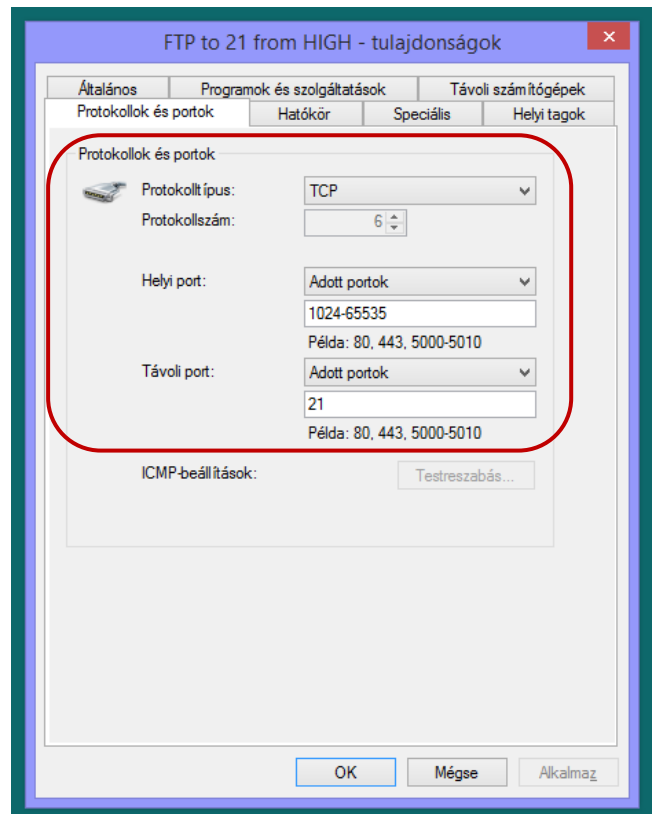 FTP to 21 from HIGH - tulajdonságok
Általános
Programok és szolgáltatások
Távoli számítógépek
Protokollok és portok
Hatókör
Speciális
Helyi tagok
Protokollok és portok
Protokolltípus:
TCP
Protokollszám:
6
Helyi port:
Adott portok
1024-65535
Példa: 80, 443, 5000-5010
Távoli port:
Adott portok
21
Példa: 80, 443, 5000-5010
ICMP-beállítások:
Testreszabás...
OK
Mégse
Alkalmaz